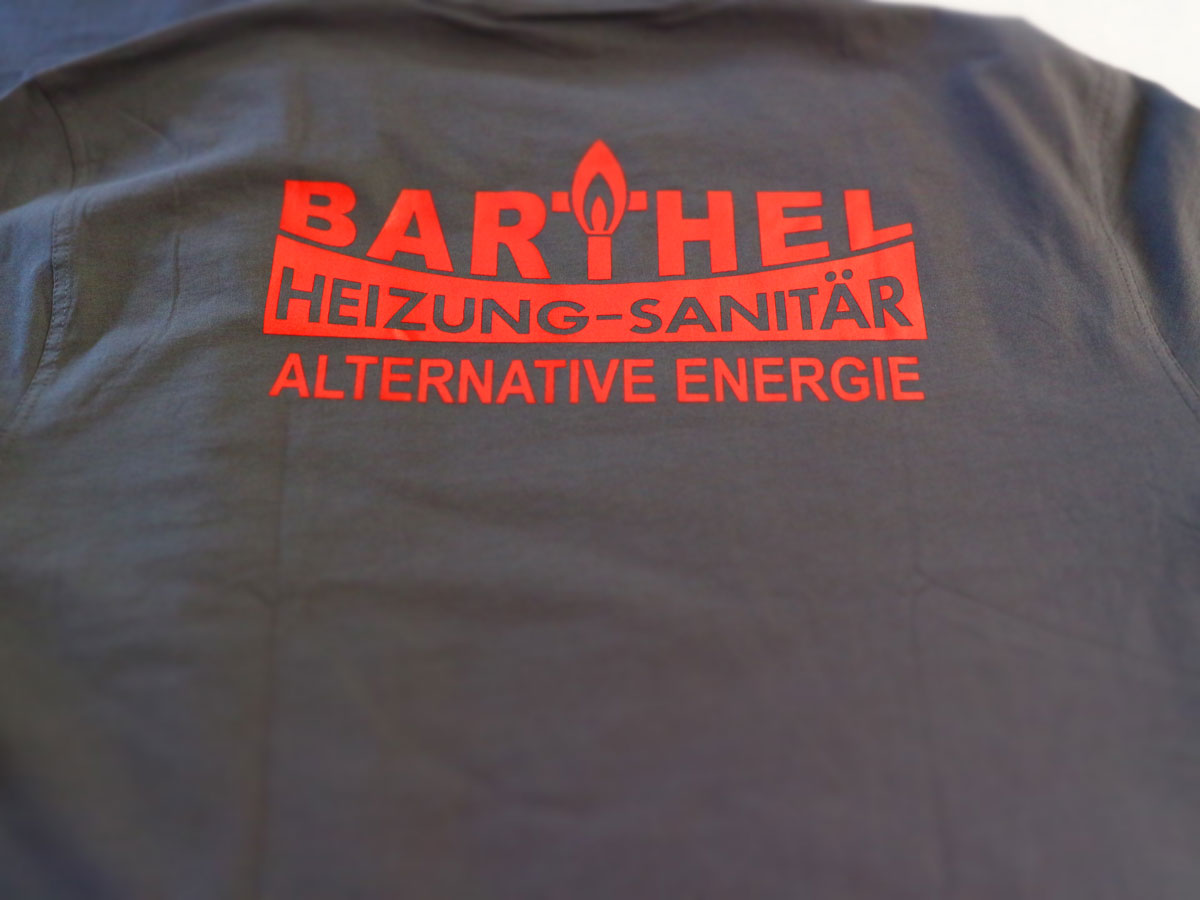 BARTHEL
HEIZUNG-SANITÄR
ALTERNATIVE ENERGIE